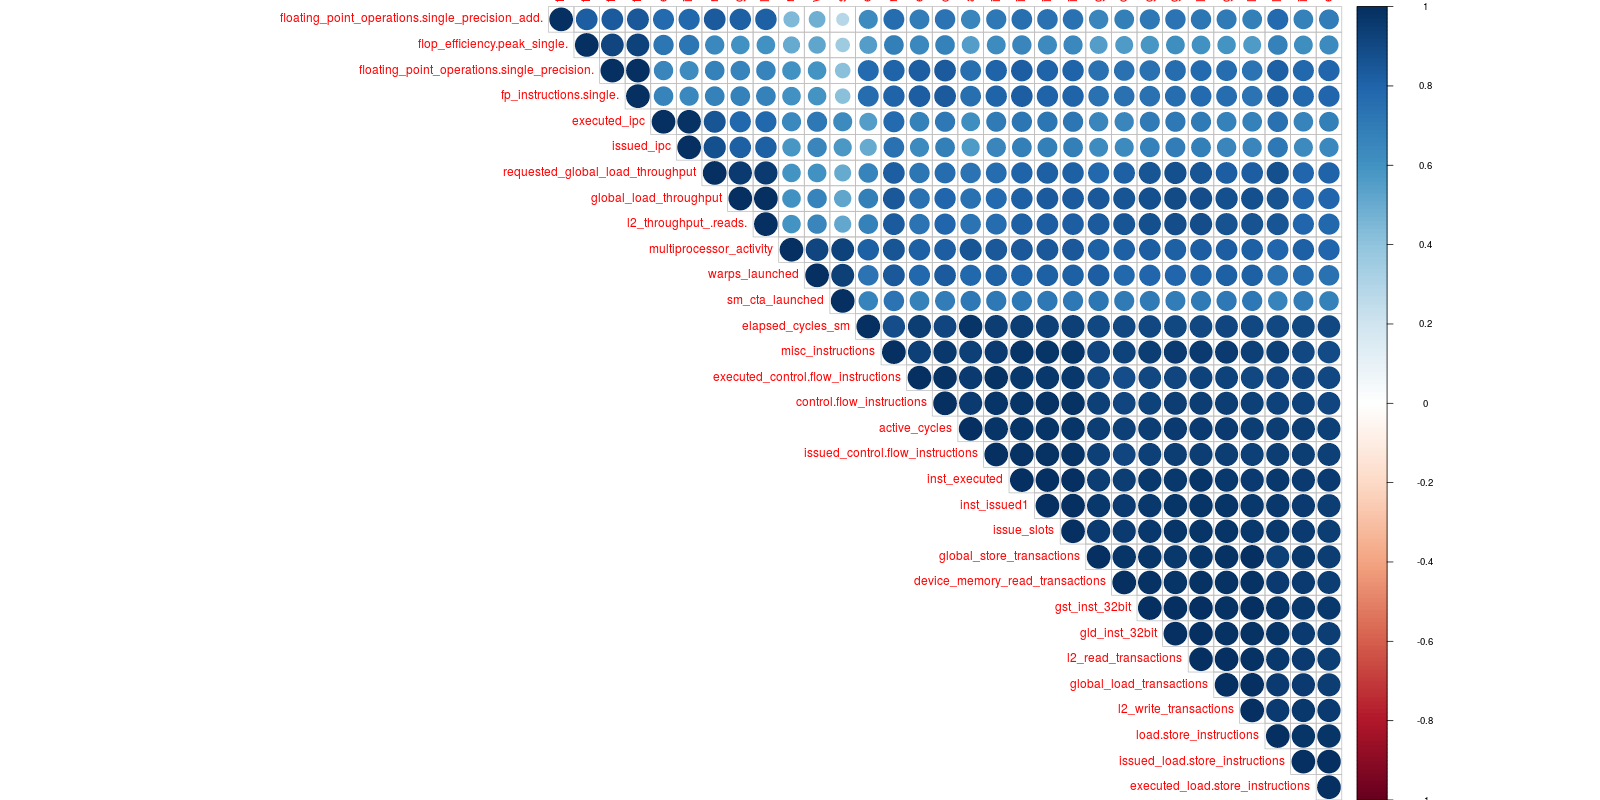 floating_point_operations.single_precision_add.
flop_efficiency.peak_single.
floating_point_operations.single_precision.
fp_instructions.single.
executed_ipc
issued_ipc
requested_global_load_throughput
global_load_throughput
l2_throughput_.reads.
multiprocessor_activity
warps_launched
sm_cta_launched
elapsed_cycles_sm
misc_instructions
executed_control.flow_instructions
control.flow_instructions
active_cycles
issued_control.flow_instructions
inst_executed
inst_issued1
issue_slots
global_store_transactions
device_memory_read_transactions
gst_inst_32bit
gld_inst_32bit
l2_read_transactions
global_load_transactions
l2_write_transactions
load.store_instructions
issued_load.store_instructions
executed_load.store_instructions
1
0.8
0.6
0.4
0.2
0
-0.2
-0.4
-0.6
-0.8